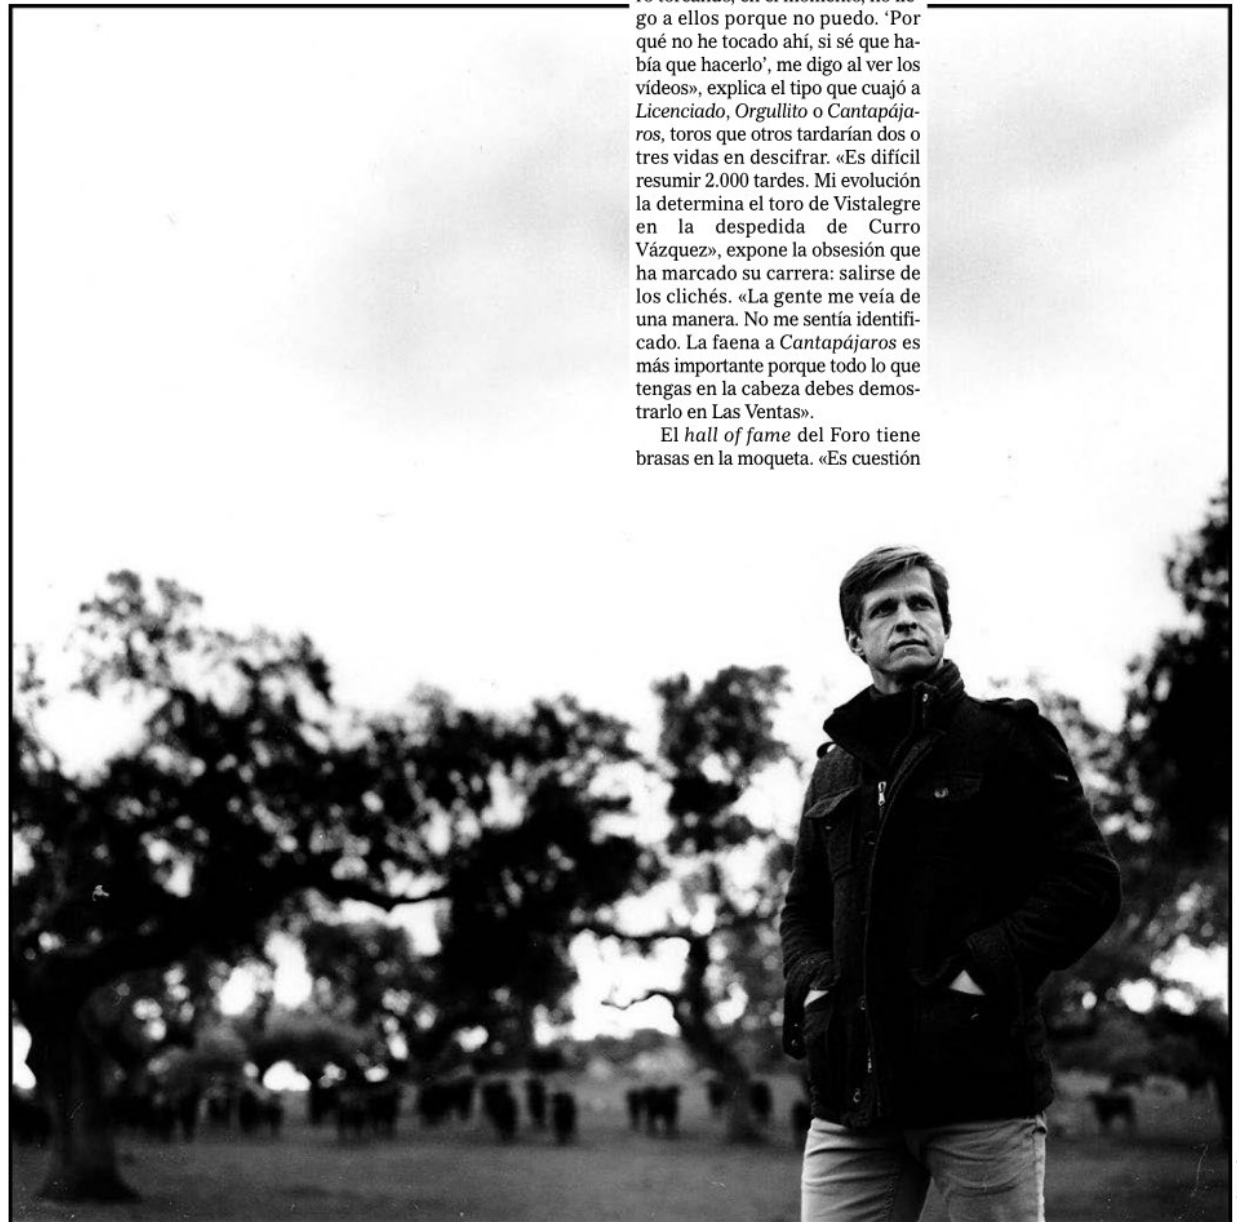 go a ellos porque no puedo. ‘Por
qué no he tocado ahí, si sé que ha-
bía que hacerlo’, me digo al ver los
vídeos», explica el tipo que cuajó a
Licenciado, Orgullito o Cantapája-
ros, toros que otros tardarían dos o
tres vidas en descifrar. «Es difícil
resumir 2.000 tardes. Mi evolución
la determina el toro de Vistalegre
en la despedida de Curro
Vázquez», expone la obsesión que
ha marcado su carrera: salirse de
los clichés. «La gente me veía de
una manera. No me sentía identifi-
cado. La faena a Cantapájaros es
más importante porque todo lo que
tengas en la cabeza debes demos-
trarlo en Las Ventas».
El hall of fame del Foro tiene
brasas en la moqueta. «Es cuestión